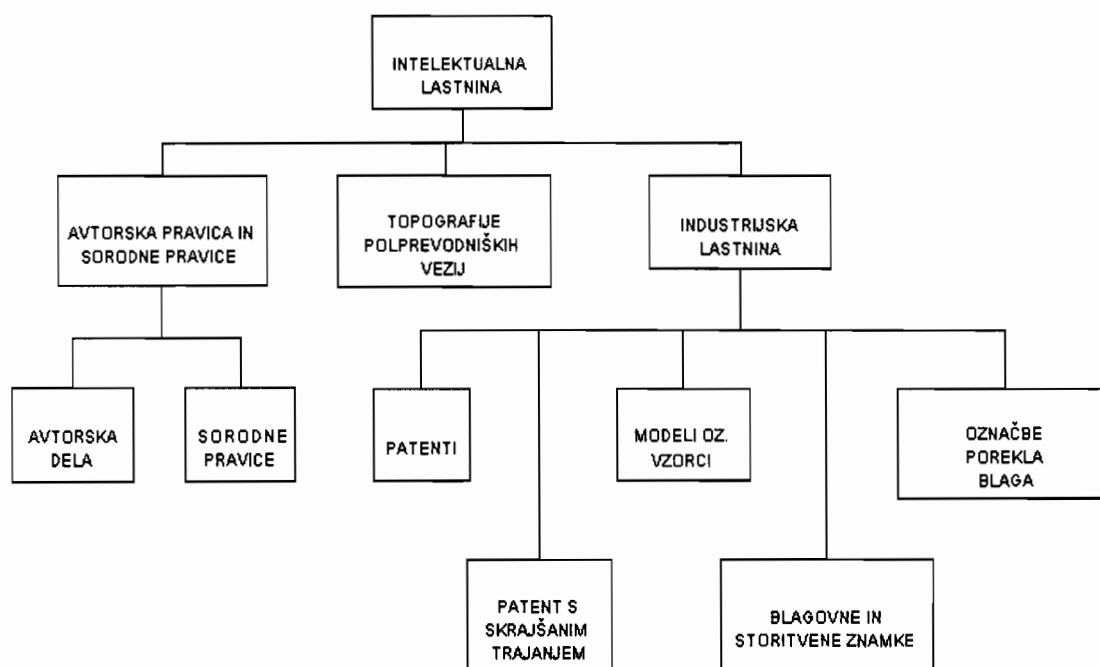 INTELEKTUALNA
LASTNINA
AVTORSKA PRAVICA IN
SORODNE PRAVICE
TOPOGRAFIJE
POLPREVODNIŠKIH
VEZIJ
INDUSTRIJSKA
LASTNINA
AVTORSKA
DELA
SORODNE
PRAVICE
PATENTI
MODELI OZ.
VZORCI
OZNAČBE
POREKLA
BLAGA
PATENT S
SKRAJŠANIM
TRAJANJEM
BLAGOVNE IN
STORITVENE ZNAMKE